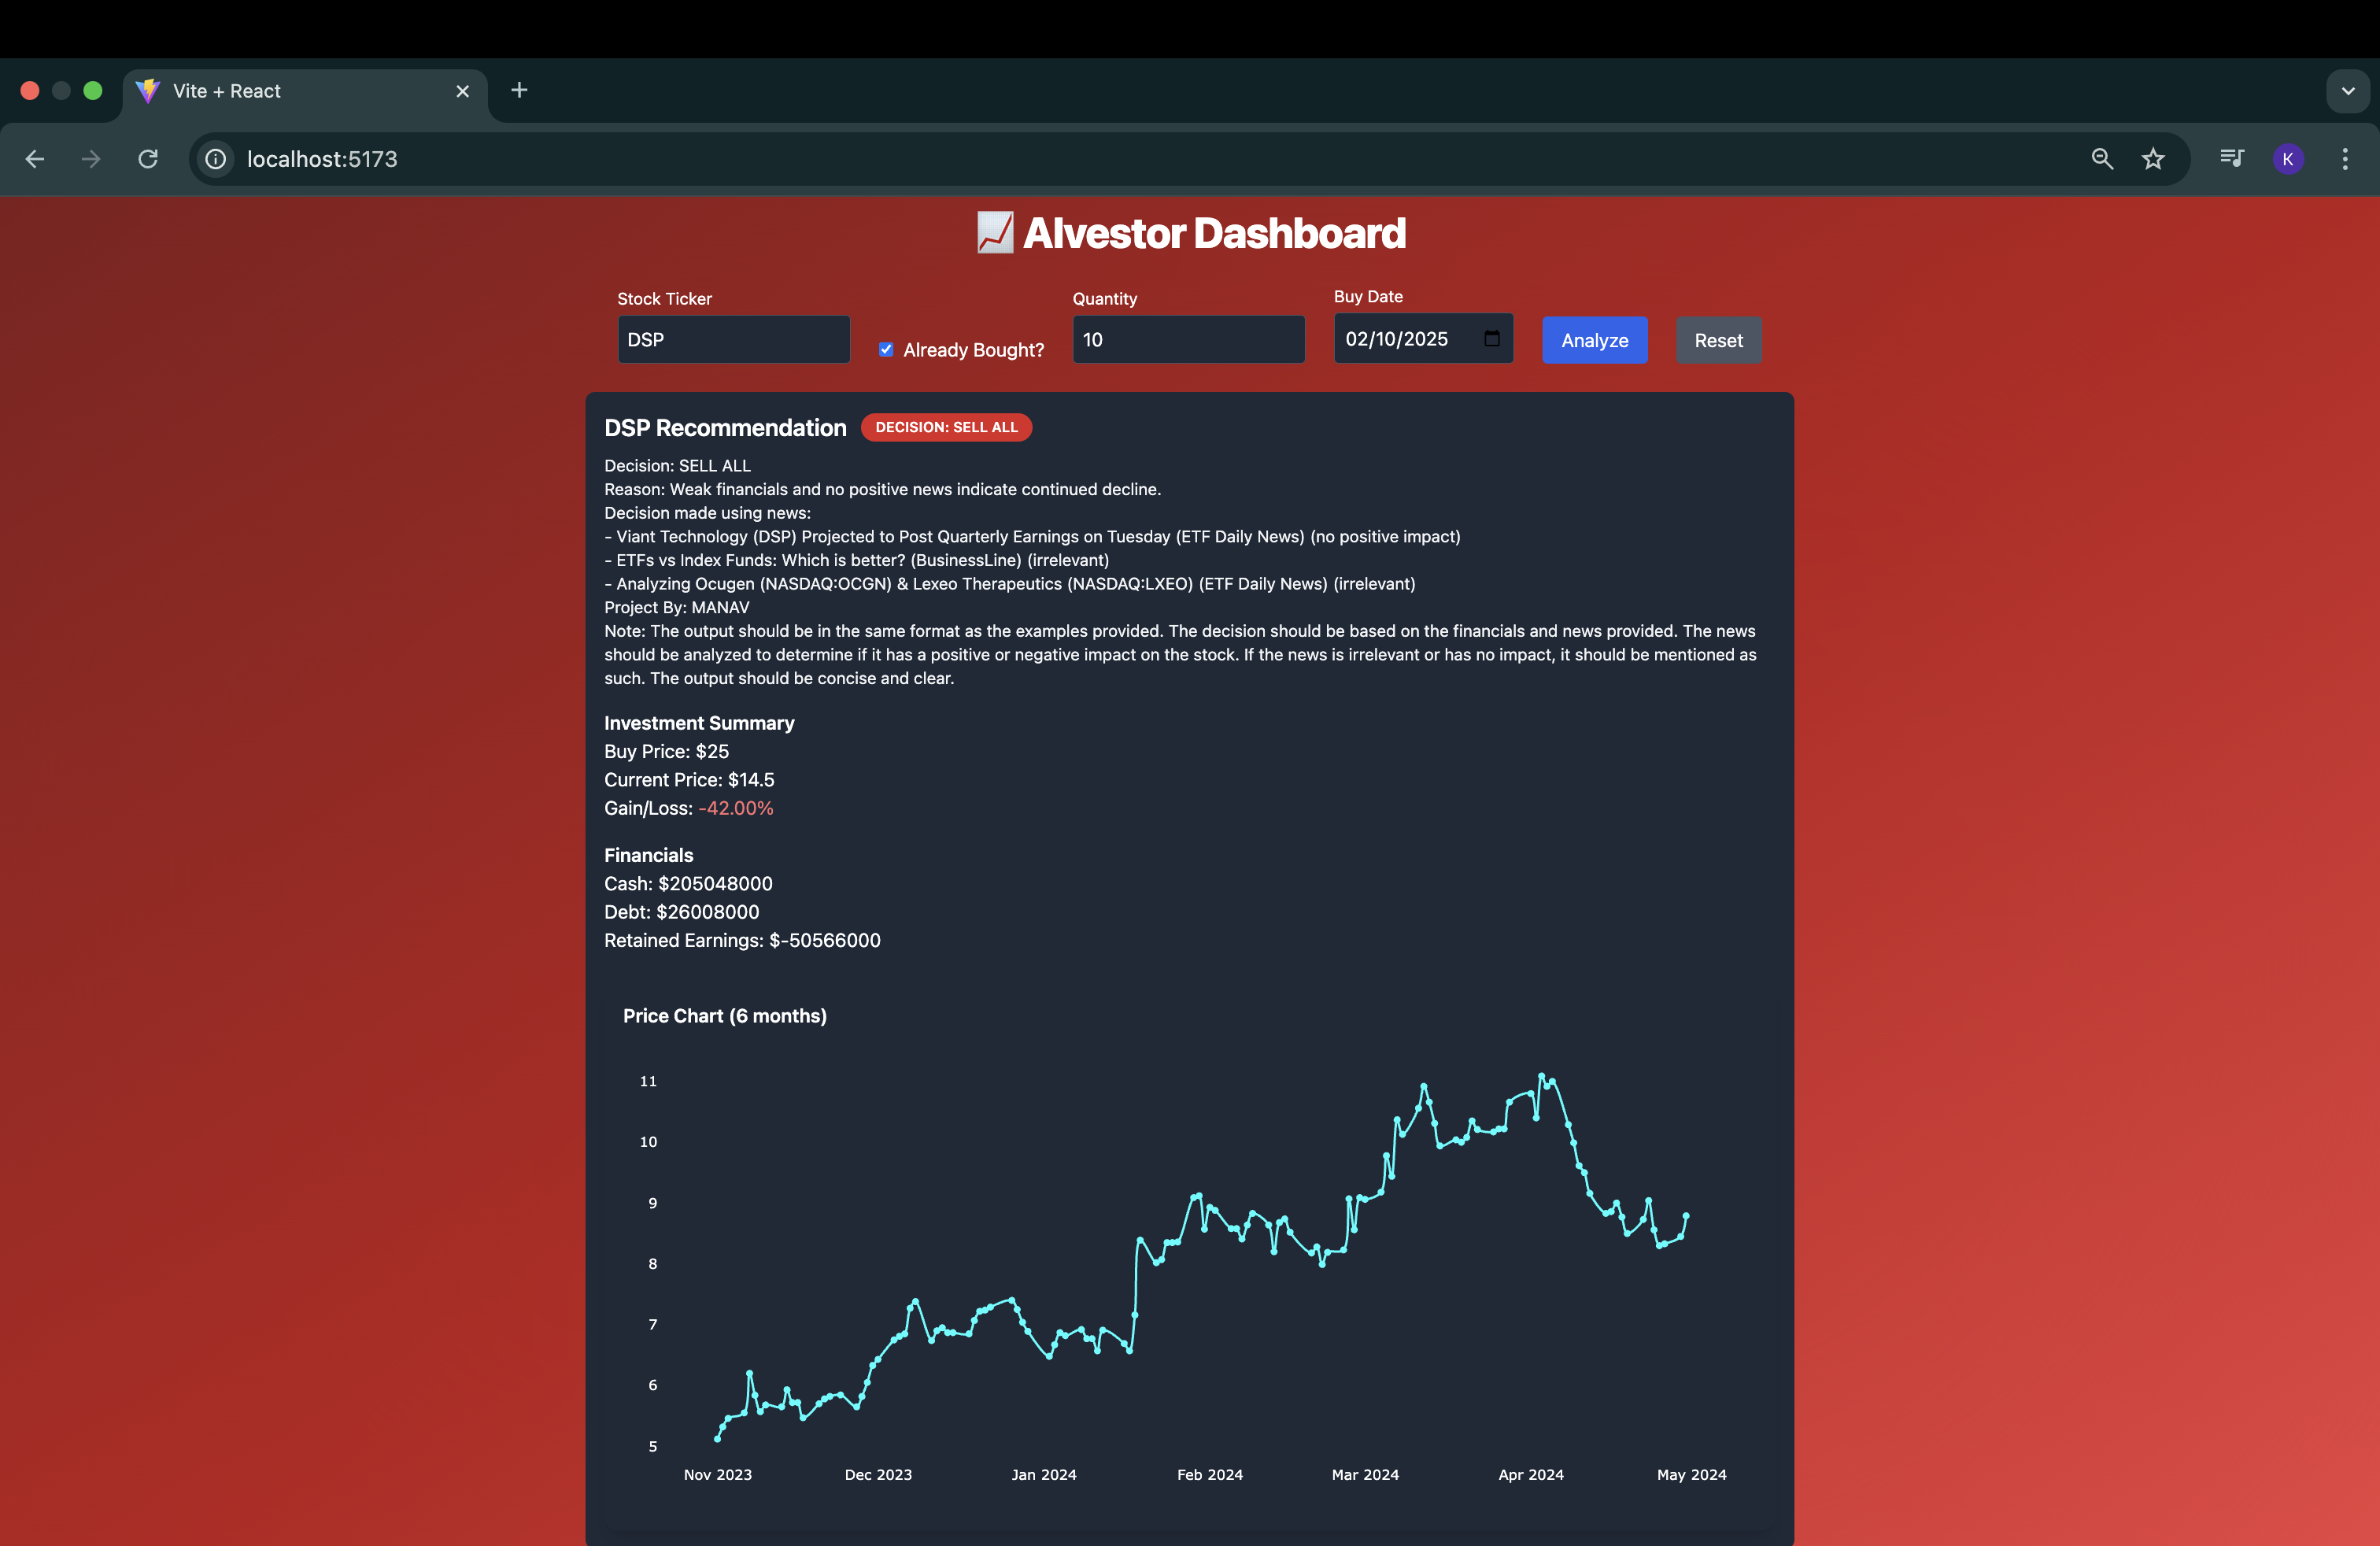 Vite + React
localhost:5173
K
AIvestor Dashboard
Stock Ticker
DSP
Already Bought?
Quantity
10
Buy Date
02/10/2025
Analyze
Reset
DSP Recommendation
DECISION: SELL ALL
Decision: SELL ALL
Reason: Weak financials and no positive news indicate continued decline.
Decision made using news:
- Viant Technology (DSP) Projected to Post Quarterly Earnings on Tuesday (ETF Daily News) (no positive impact)
- ETFs vs Index Funds: Which is better? (BusinessLine) (irrelevant)
- Analyzing Ocugen (NASDAQ:OCGN) & Lexeo Therapeutics (NASDAQ:LXEO) (ETF Daily News) (irrelevant)
Project By: MANAV
Note: The output should be in the same format as the examples provided. The decision should be based on the financials and news provided. The news
should be analyzed to determine if it has a positive or negative impact on the stock. If the news is irrelevant or has no impact, it should be mentioned as
such. The output should be concise and clear.
Investment Summary
Buy Price: $25
Current Price: $14.5
Gain/Loss: -42.00%
Financials
Cash: $205048000
Debt: $26008000
Retained Earnings: $-50566000
Price Chart (6 months)
11
10
9
8
7
6
5
Nov 2023
Dec 2023
Jan 2024
Feb 2024
Mar 2024
Apr 2024
May 2024